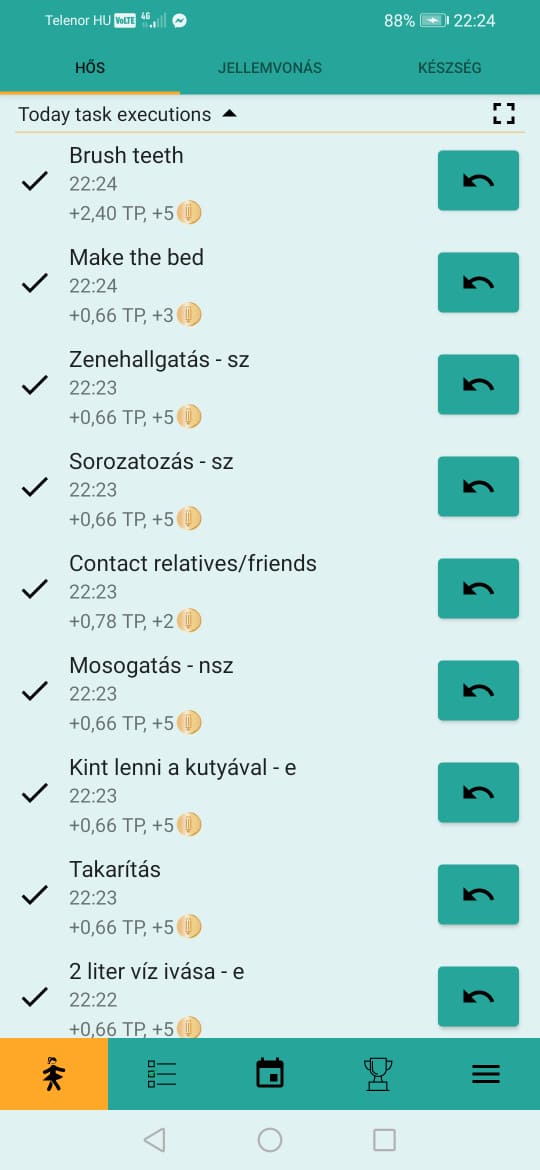 Telenor HU VoLTE 4G 88% 22:24
HŐS JELLEMVONÁS KÉSZSÉG
Today task executions
Brush teeth
22:24
+2,40 TP, +5
Make the bed
22:24
+0,66 TP, +3
Zenehallgatás - sz
22:23
+0,66 TP, +5
Sorozatozás - sz
22:23
+0,66 TP, +5
Contact relatives/friends
22:23
+0,78 TP, +2
Mosogatás - nsz
22:23
+0,66 TP, +5
Kint lenni a kutyával - e
22:23
+0,66 TP, +5
Takarítás
22:23
+0,66 TP, +5
2 liter víz ivása - e
22:22
+0,66 TP, +5